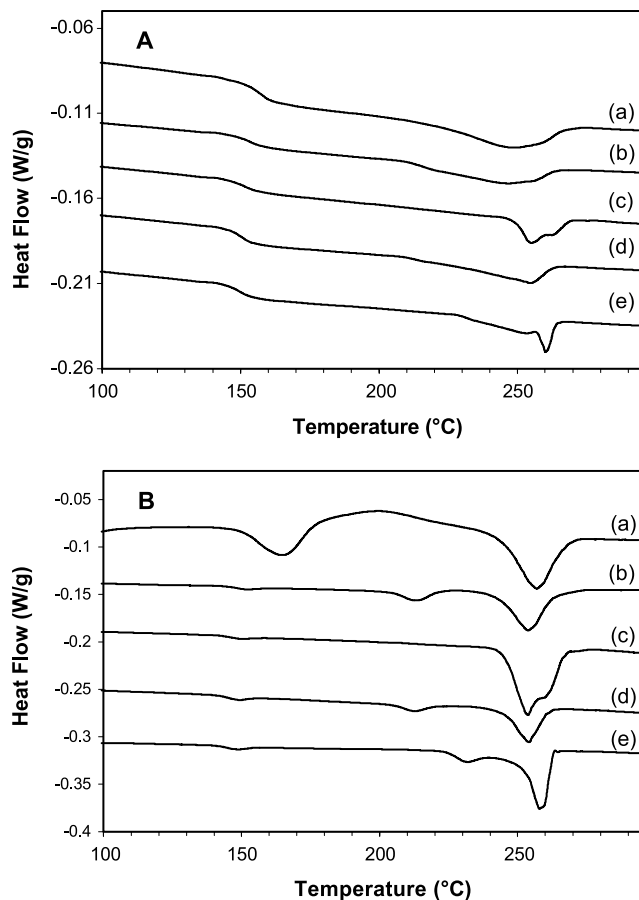 A
-0.06
-0.11
-0.16
-0.21
-0.26
Heat Flow (W/g)
(a)
(b)
(c)
(d)
(e)
100 150 200 250
Temperature (°C)
B
-0.05
-0.1
-0.15
-0.2
-0.25
-0.3
-0.35
-0.4
Heat Flow (W/g)
(a)
(b)
(c)
(d)
(e)
100 150 200 250
Temperature (°C)